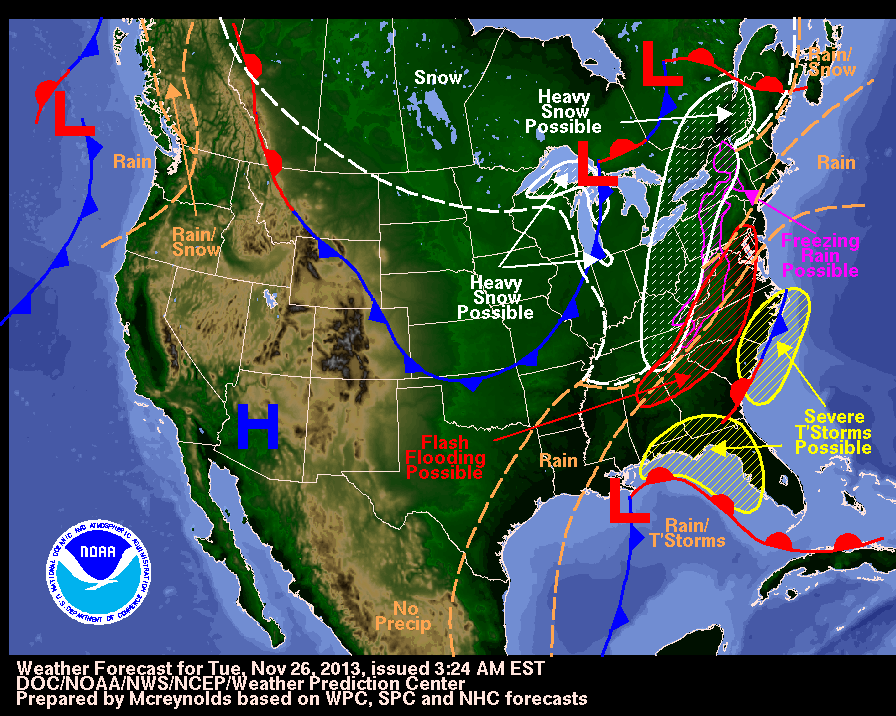 Snow
Rain/
Snow
Heavy
Snow
Possible
Rain
Rain
L
L
L
Rain/
Snow
Freezing
Rain
Possible
Heavy
Snow
Possible
H
Severe
T'Storms
Possible
Flash
Flooding
Possible
Rain
L
Rain/
T'Storms
NATIONAL OCEANIC AND ATMOSPHERIC ADMINISTRATION
NOAA
U.S. DEPARTMENT OF COMMERCE
No
Precip
Weather Forecast for Tue, Nov 26, 2013, issued 3:24 AM EST
DOC/NOAA/NWS/NCEP/Weather Prediction Center
Prepared by Mcreynolds based on WPC, SPC and NHC forecasts